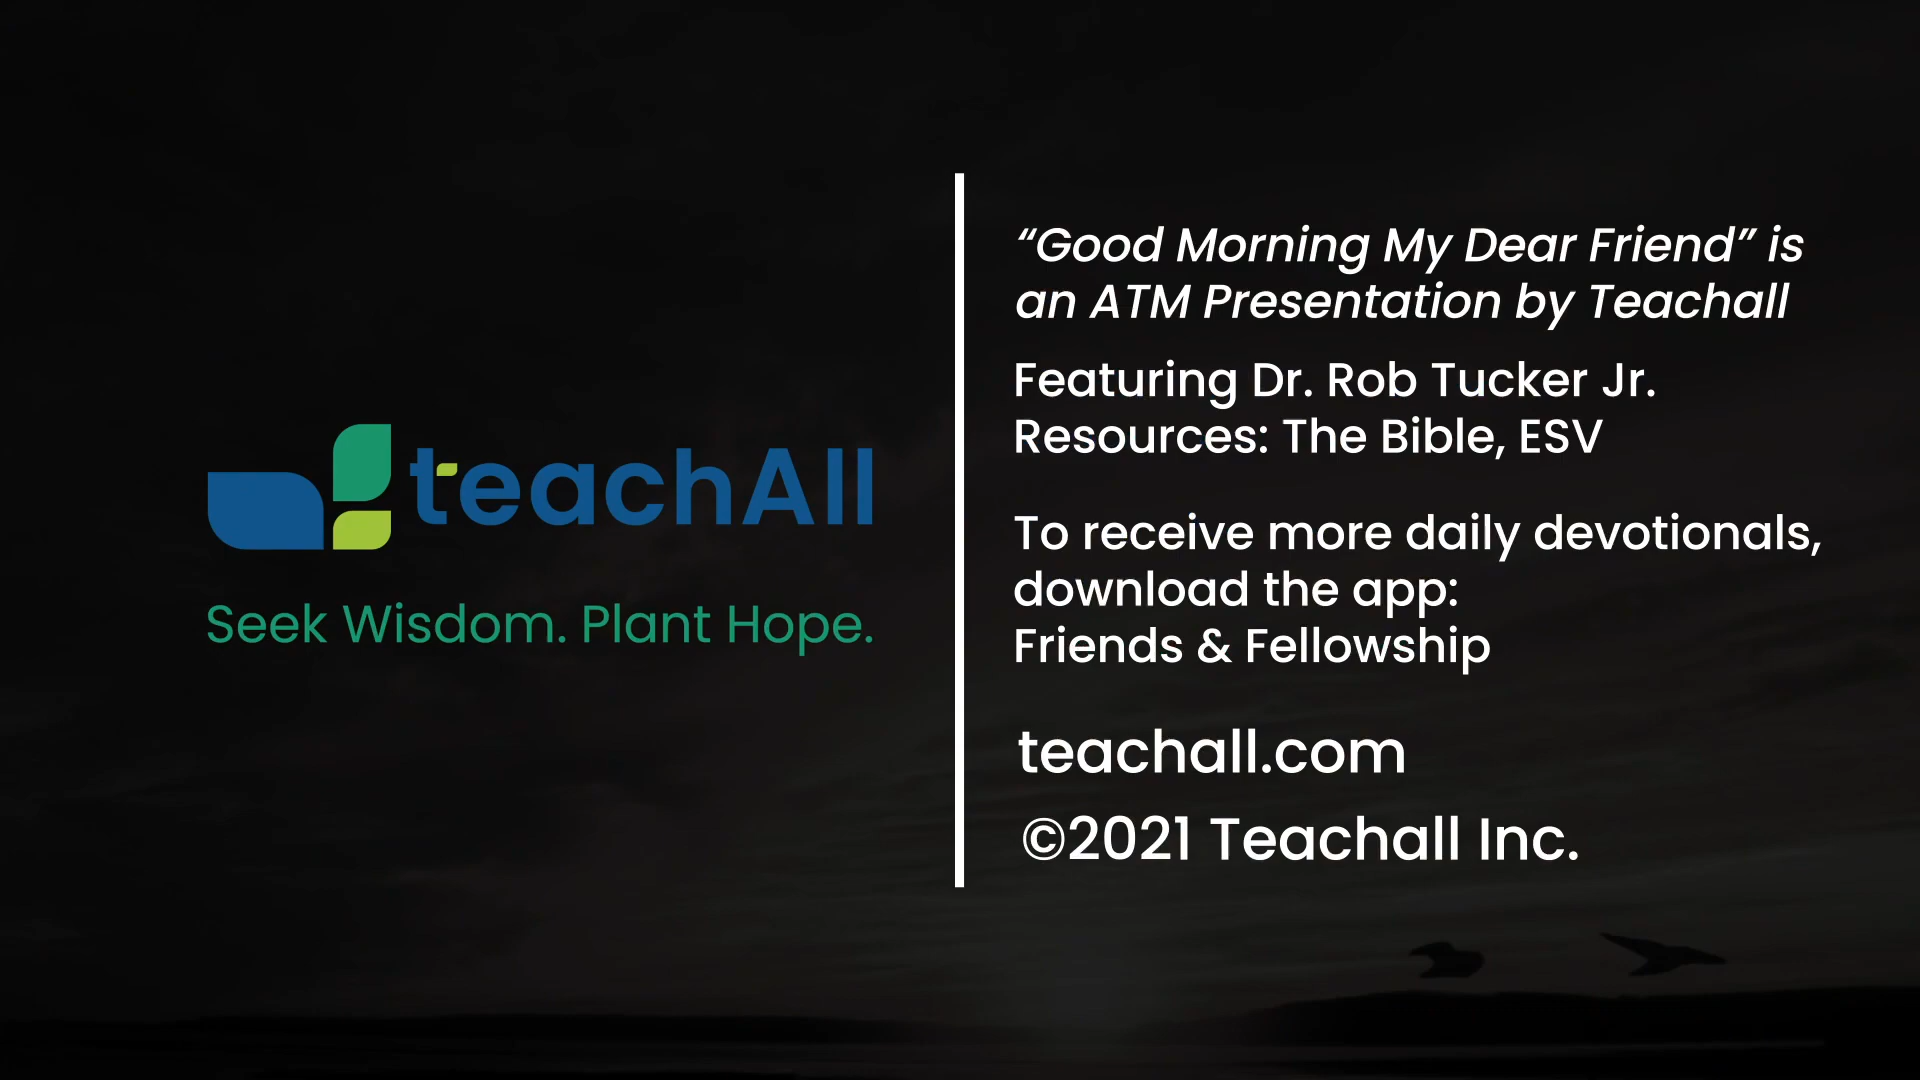 teachAll
Seek Wisdom. Plant Hope.
“Good Morning My Dear Friend” is
an ATM Presentation by Teachall
Featuring Dr. Rob Tucker Jr.
Resources: The Bible, ESV
To receive more daily devotionals,
download the app:
Friends & Fellowship
teachall.com
©2021 Teachall Inc.